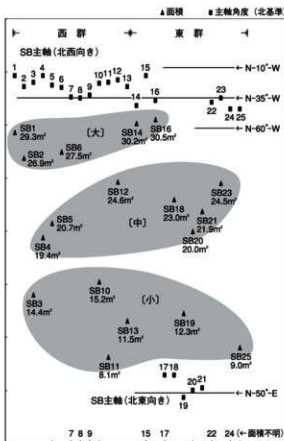 ▲面積　■主軸角度（北基準）
西群　東群
SB主軸（北西向き）
1 2 3 4 5 6 7 8 9 10 11 12 13 14 15 16 22 23 24 25
N-10°-W
N-35°-W
N-60°-W
〔大〕
SB1
29.3㎡
SB2
26.9㎡
SB6
27.5㎡
SB14
30.2㎡
SB16
30.5㎡
SB12
24.6㎡
SB18
23.0㎡
SB23
24.5㎡
SB21
21.9㎡
SB20
20.0㎡
SB5
20.7㎡
SB4
19.4㎡
〔中〕
SB3
14.4㎡
SB10
15.2㎡
〔小〕
SB13
11.5㎡
SB19
12.3㎡
SB11
8.1㎡
SB25
9.0㎡
17 18
SB主軸（北東向き）
19 20 21
N-50°-E
7 8 9 15 17 22 24 ←面積不明）